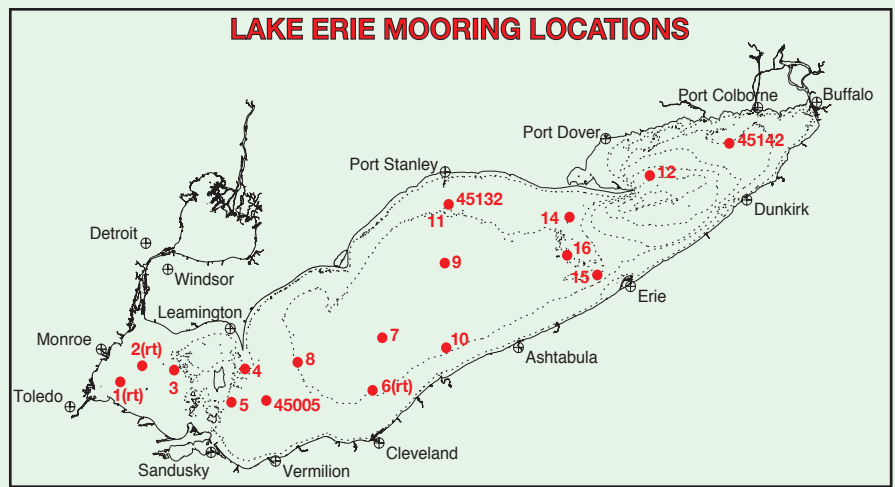 LAKE ERIE MOORING LOCATIONS
Port Colborne
Buffalo
Port Dover
45142
Port Stanley
12
45132
Dunkirk
11
14
Detroit
16
9
Windsor
15
Erie
Leamington
Monroe
2(rt)
7
10
Ashtabula
8
3
4
1(rt)
6(rt)
Toledo
5
45005
Cleveland
Sandusky
Vermilion